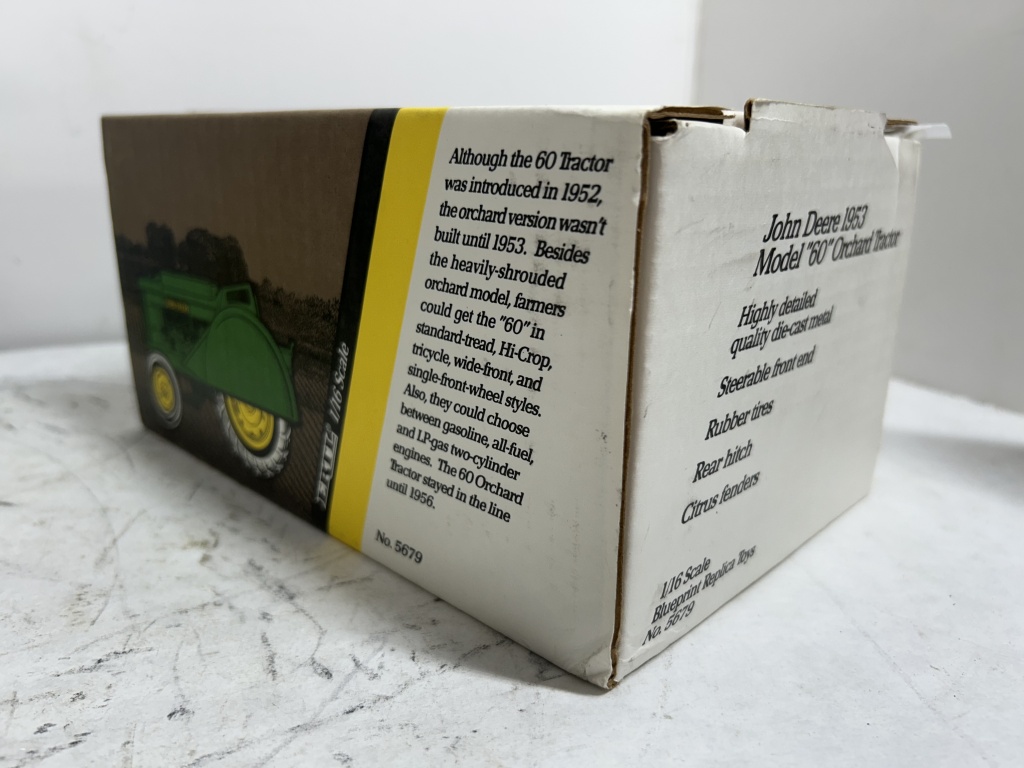 Although the 60 Tractor
was introduced in 1952,
the orchard version wasn't
built until 1953. Besides
the heavily-shrouded
orchard model, farmers
could get the "60" in
standard-tread, Hi-Crop,
tricycle, wide-front, and
single-front-wheel styles.
Also, they could choose
between gasoline, all-fuel,
and LP-gas two-cylinder
engines. The 60 Orchard
Tractor stayed in the line
until 1956.
No. 5679
ERTL 1/16 Scale
John Deere 1953
Model "60" Orchard Tractor
Highly detailed
quality die-cast metal
Steerable front end
Rubber tires
Rear hitch
Citrus fenders
1/16 Scale
Blueprint Replica Toys
No. 5679